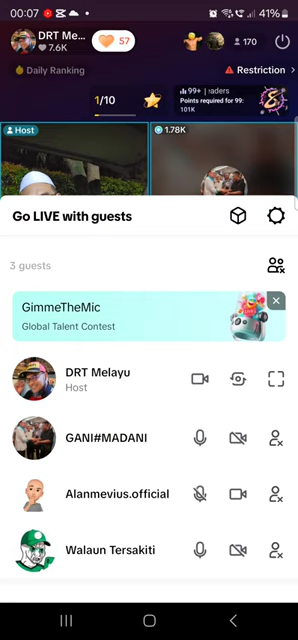 00:07
41%
DRT Me...
7.6K
57
170
Daily Ranking
Restriction
1/10
99+
aders
Points required for 99:
101K
Host
1.78K
Go LIVE with guests
3 guests
GimmeTheMic
Global Talent Contest
DRT Melayu
Host
GANI#MADANI
Alanmevius.official
Walaun Tersakiti